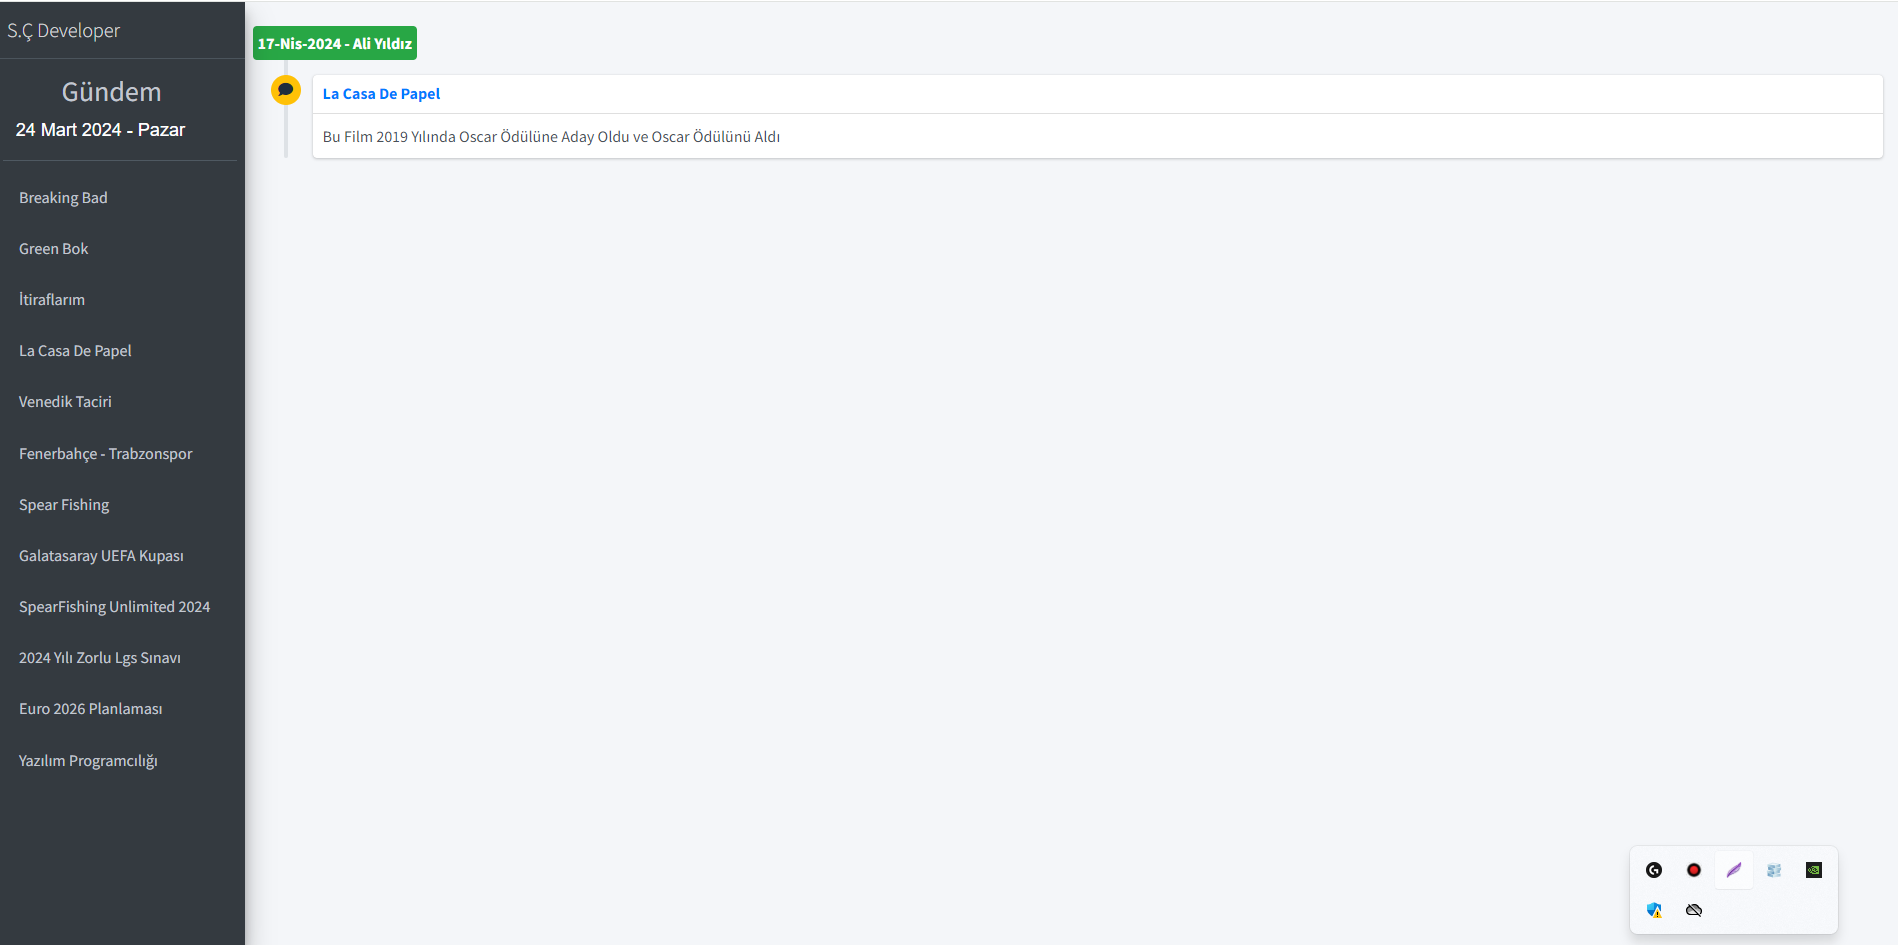 S.Ç Developer
Gündem
24 Mart 2024 - Pazar
Breaking Bad
Green Bok
İtiraflarım
La Casa De Papel
Venedik Taciri
Fenerbahçe - Trabzonspor
Spear Fishing
Galatasaray UEFA Kupası
SpearFishing Unlimited 2024
2024 Yılı Zorlu Lgs Sınavı
Euro 2026 Planlaması
Yazılım Programcılığı
17-Nis-2024 - Ali Yıldız
La Casa De Papel
Bu Film 2019 Yılında Oscar Ödülüne Aday Oldu ve Oscar Ödülünü Aldı